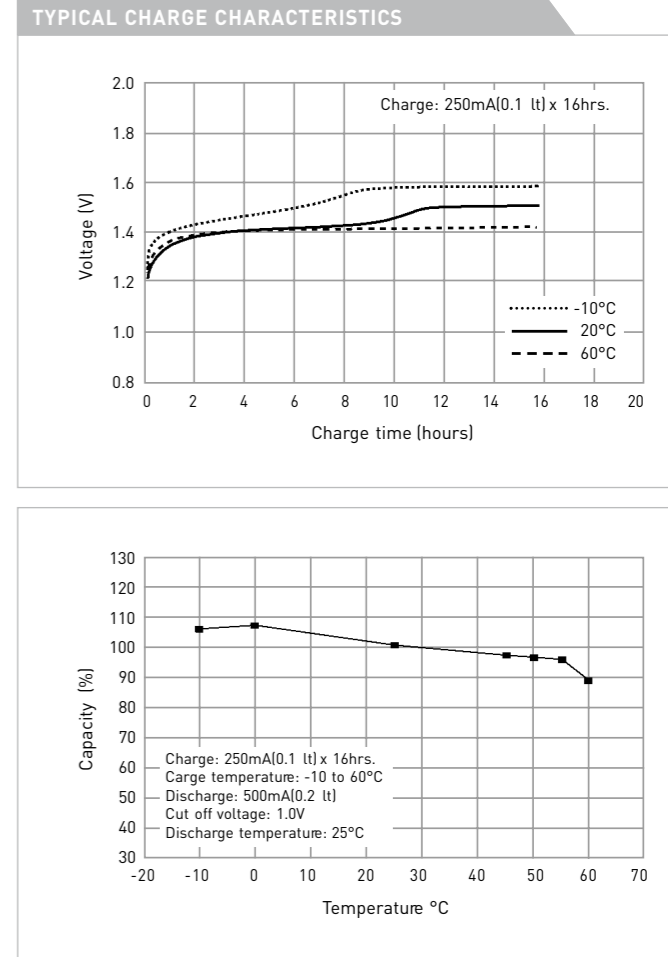 TYPICAL CHARGE CHARACTERISTICS
2.0
1.8
1.6
1.4
1.2
1.0
0.8
Voltage (V)
Charge: 250mA(0.1 lt) x 16hrs.
-10°C
20°C
60°C
0 2 4 6 8 10 12 14 16 18 20
Charge time (hours)
130
120
110
100
90
80
70
60
50
40
30
Capacity (%)
Charge: 250mA(0.1 lt) x 16hrs.
Carge temperature: -10 to 60°C
Discharge: 500mA(0.2 lt)
Cut off voltage: 1.0V
Discharge temperature: 25°C
-20 -10 0 10 20 30 40 50 60 70
Temperature °C